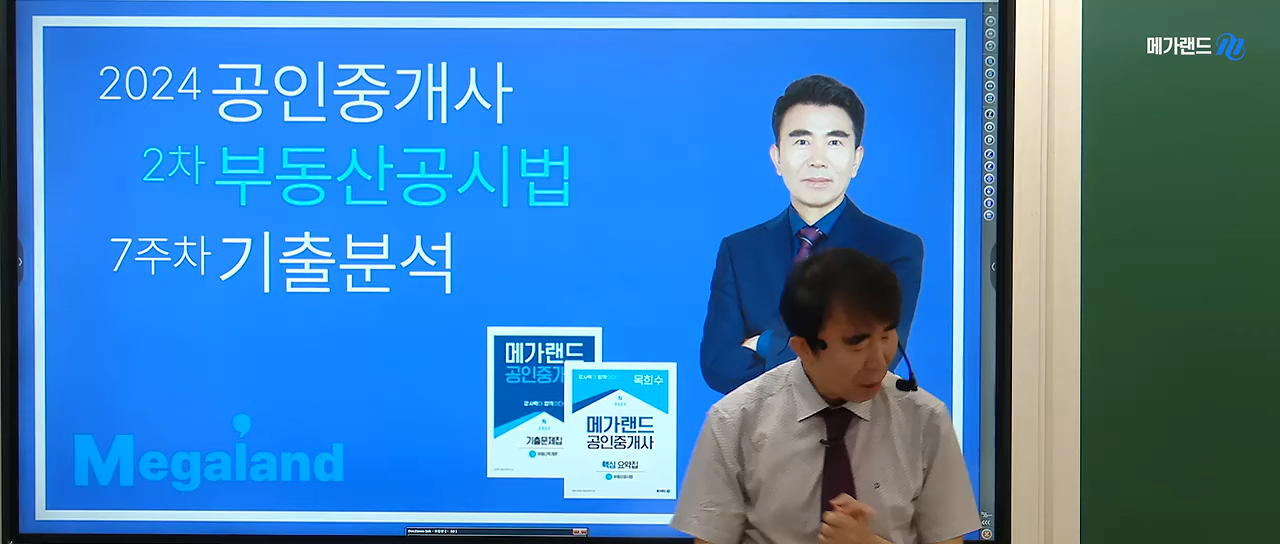 메가랜드
2024 공인중개사
2차 부동산공시법
7주차 기출분석
메가랜드
공인중개
기출문제집
목희수
메가랜드
공인중개사
핵심 요약집
Megaland